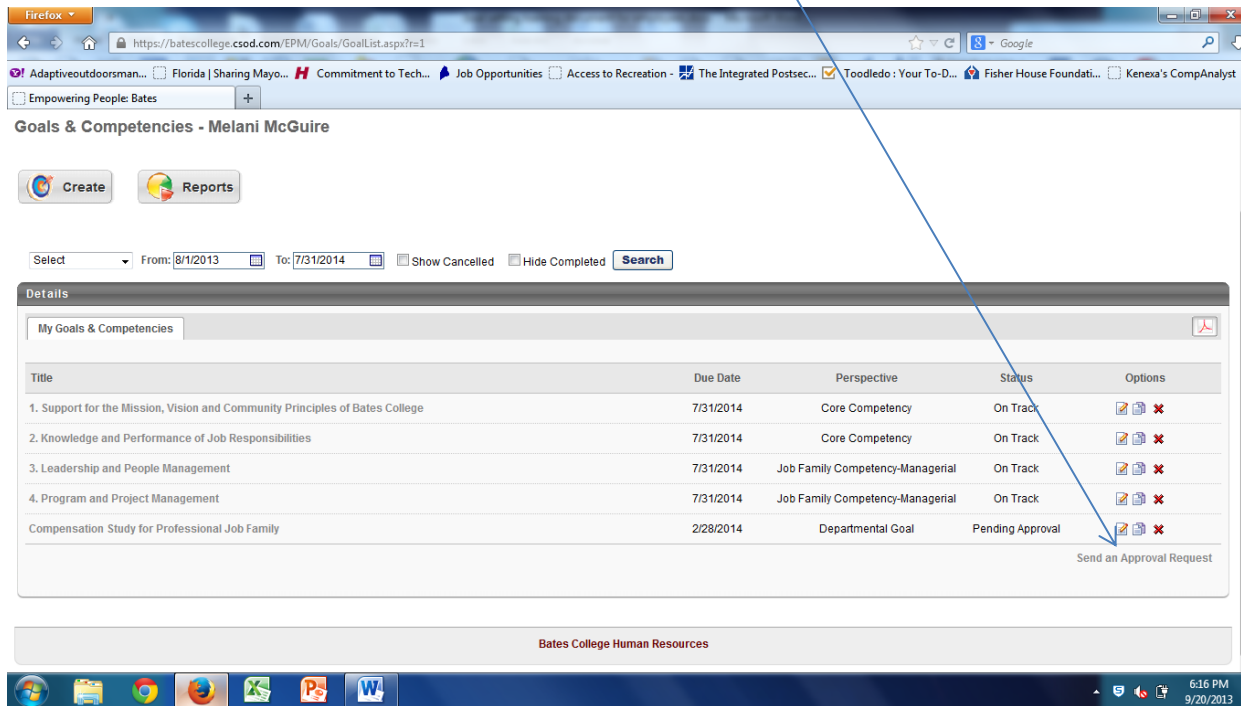 Firefox
https://batescollege.csod.com/EPM/Goals/GoalList.aspx?r=1
8 - Google
Adaptiveoutdoorsman... Florida | Sharing Mayo... H Commitment to Tech... Job Opportunities Access to Recreation - The Integrated Postsec... Toodledo : Your To-D... Fisher House Foundati... Kenexa's CompAnalyst
Empowering People: Bates +
Goals & Competencies - Melani McGuire
Create Reports
Select From: 8/1/2013 To: 7/31/2014 Show Cancelled Hide Completed Search
Details
My Goals & Competencies
Title Due Date Perspective Status Options
1. Support for the Mission, Vision and Community Principles of Bates College 7/31/2014 Core Competency On Track
2. Knowledge and Performance of Job Responsibilities 7/31/2014 Core Competency On Track
3. Leadership and People Management 7/31/2014 Job Family Competency-Managerial On Track
4. Program and Project Management 7/31/2014 Job Family Competency-Managerial On Track
Compensation Study for Professional Job Family 2/28/2014 Departmental Goal Pending Approval
Send an Approval Request
Bates College Human Resources
6:16 PM
9/20/2013